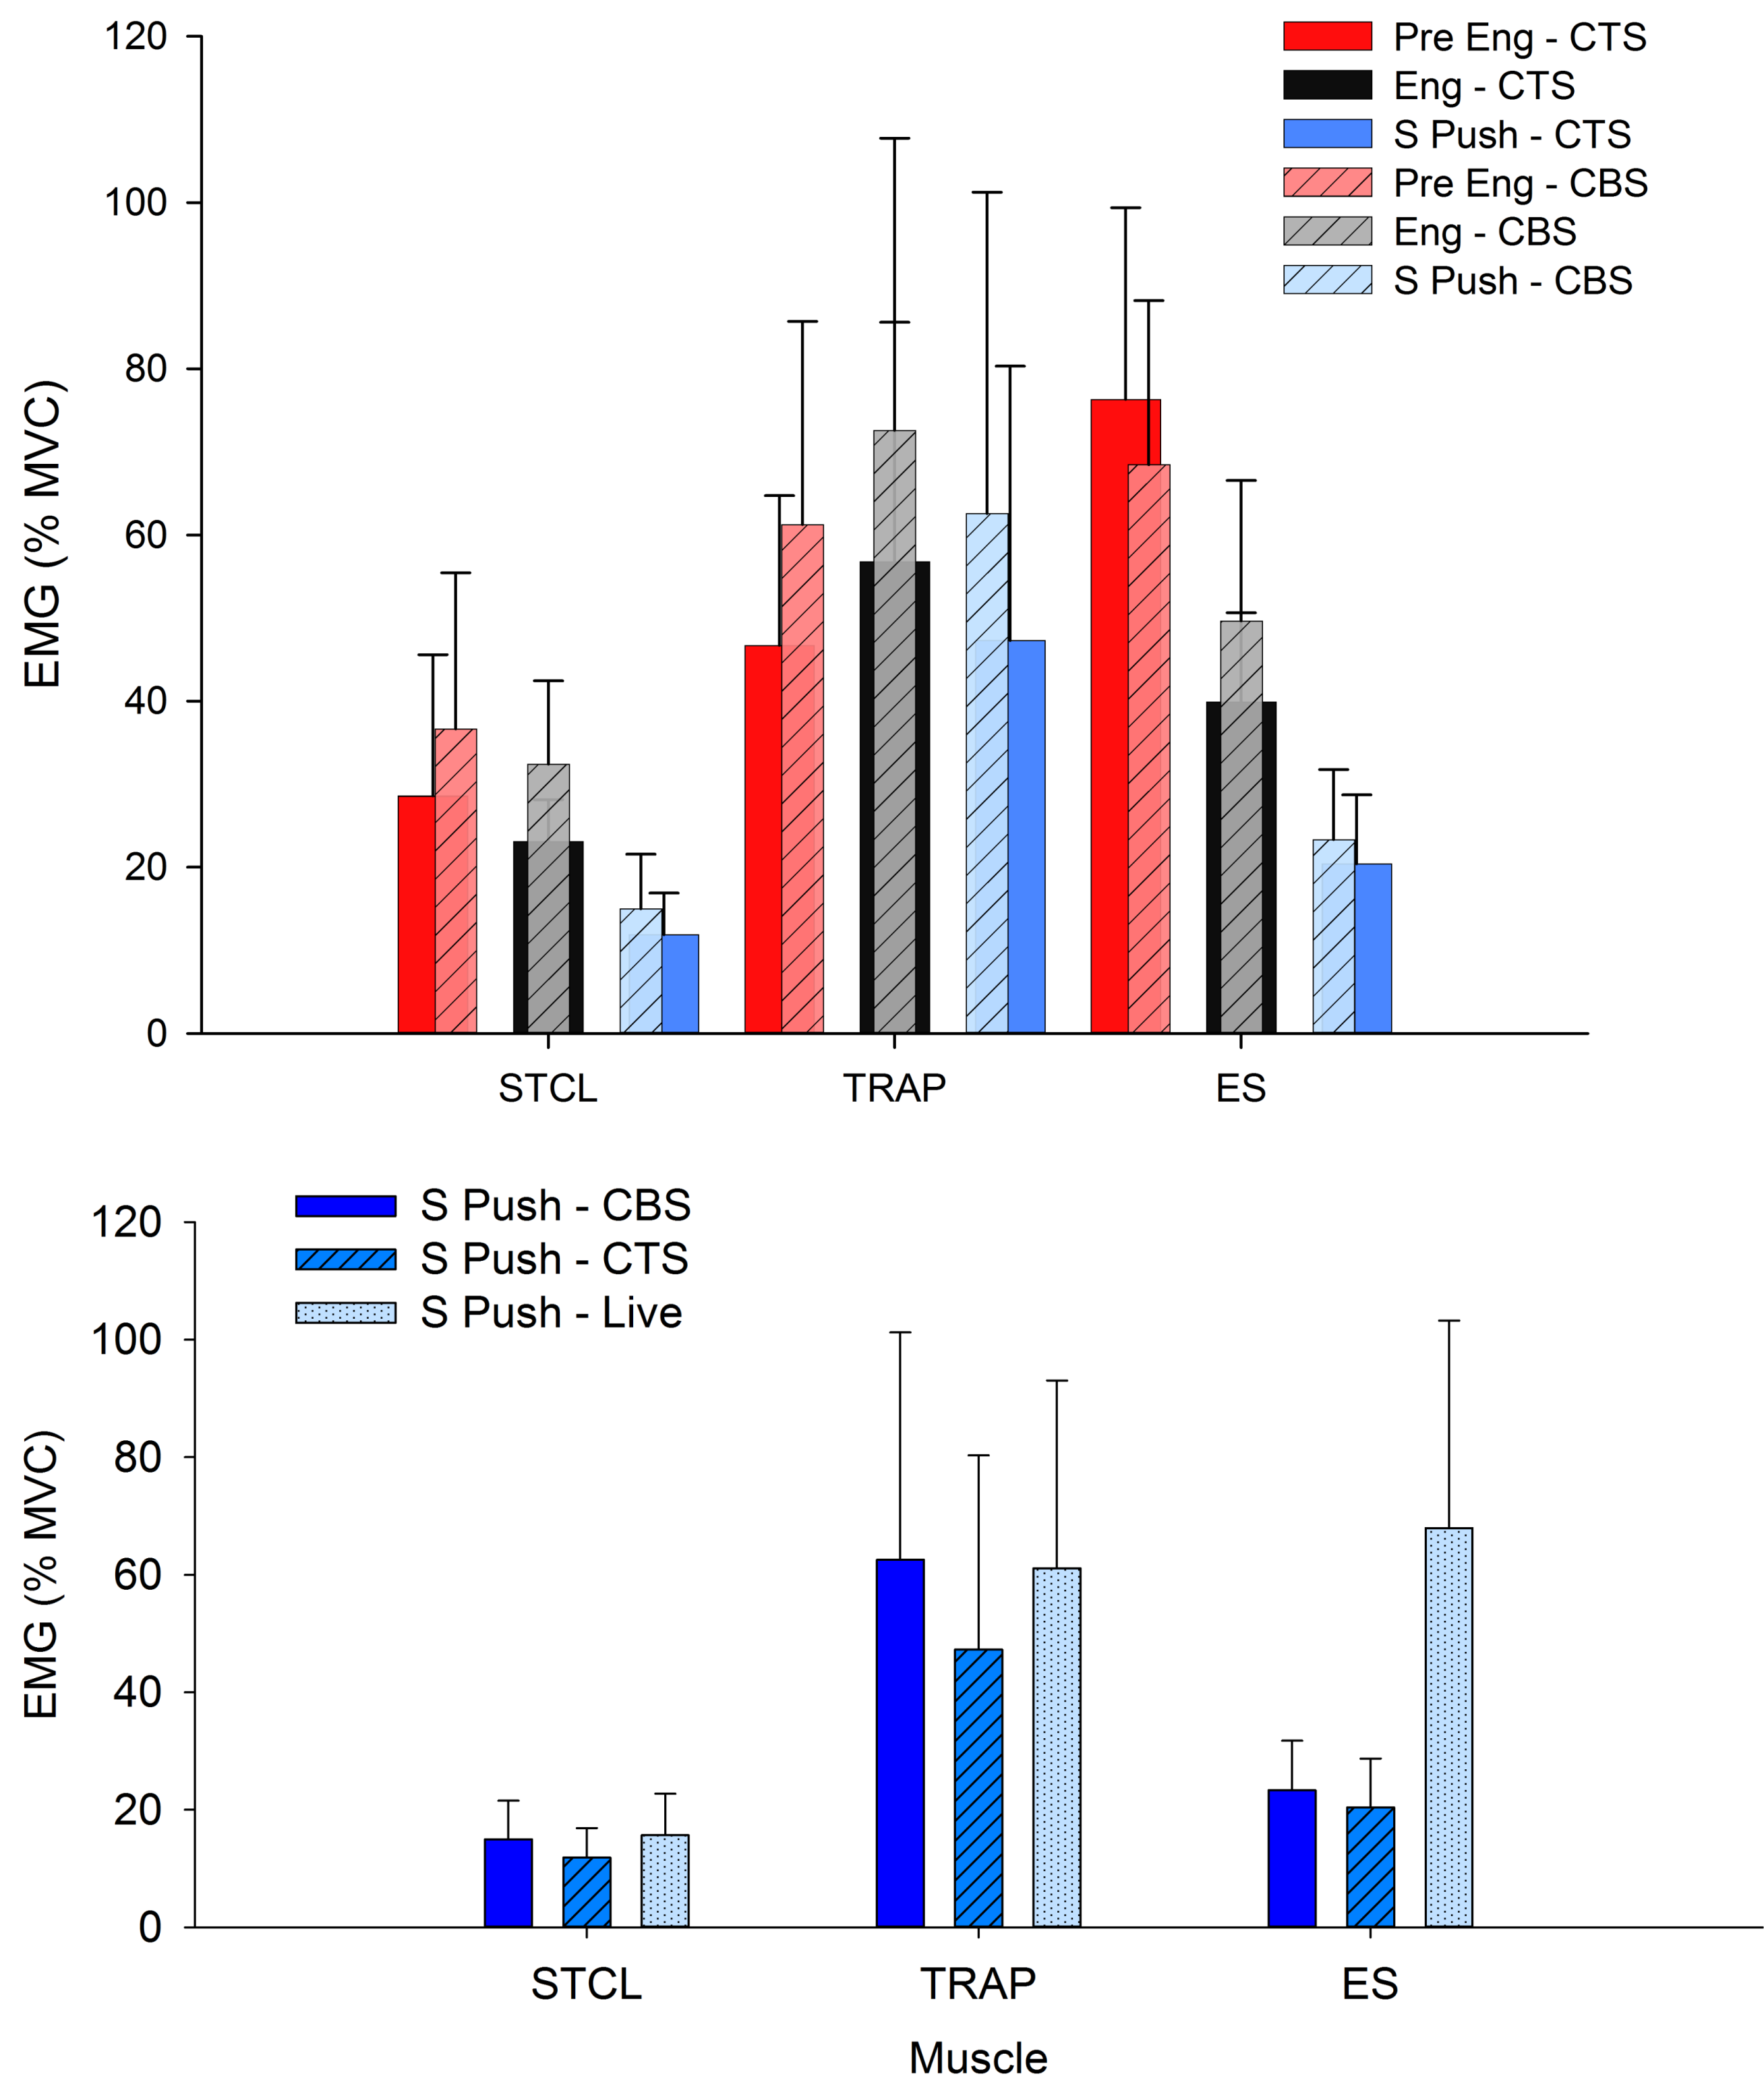 120
100
80
60
40
20
0
EMG (% MVC)
Pre Eng - CTS
Eng - CTS
S Push - CTS
Pre Eng - CBS
Eng - CBS
S Push - CBS
STCL TRAP ES
120
100
80
60
40
20
0
EMG (% MVC)
S Push - CBS
S Push - CTS
S Push - Live
STCL TRAP ES
Muscle